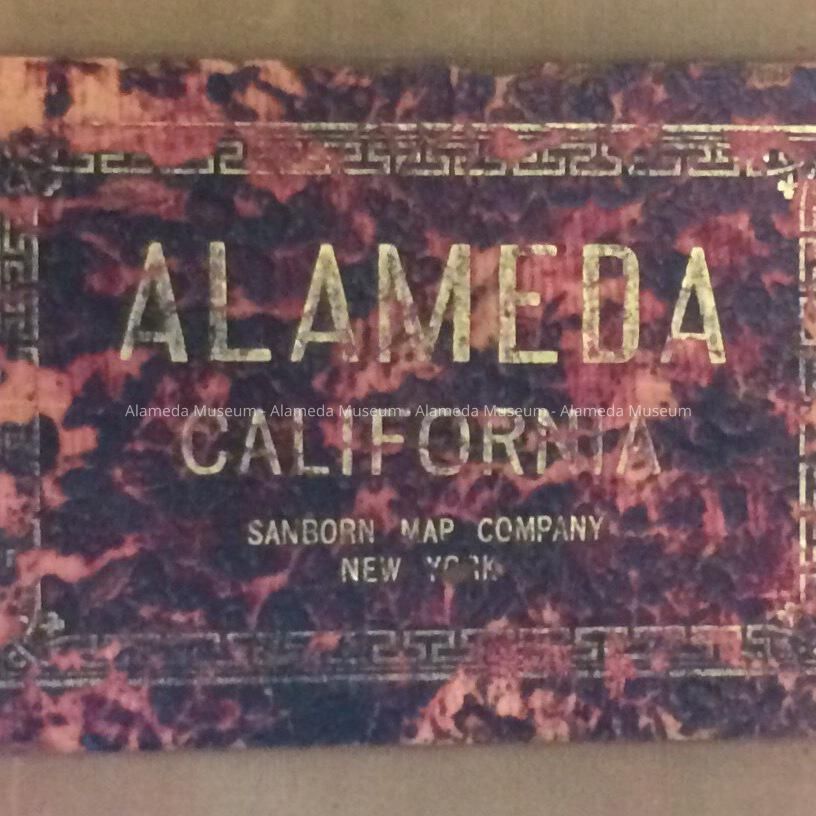 ALAMEDA
Alameda Museum - Alameda Museum - Alameda Museum - Alameda Museum
CALIFORNIA
SANBORN MAP COMPANY
NEW YORK